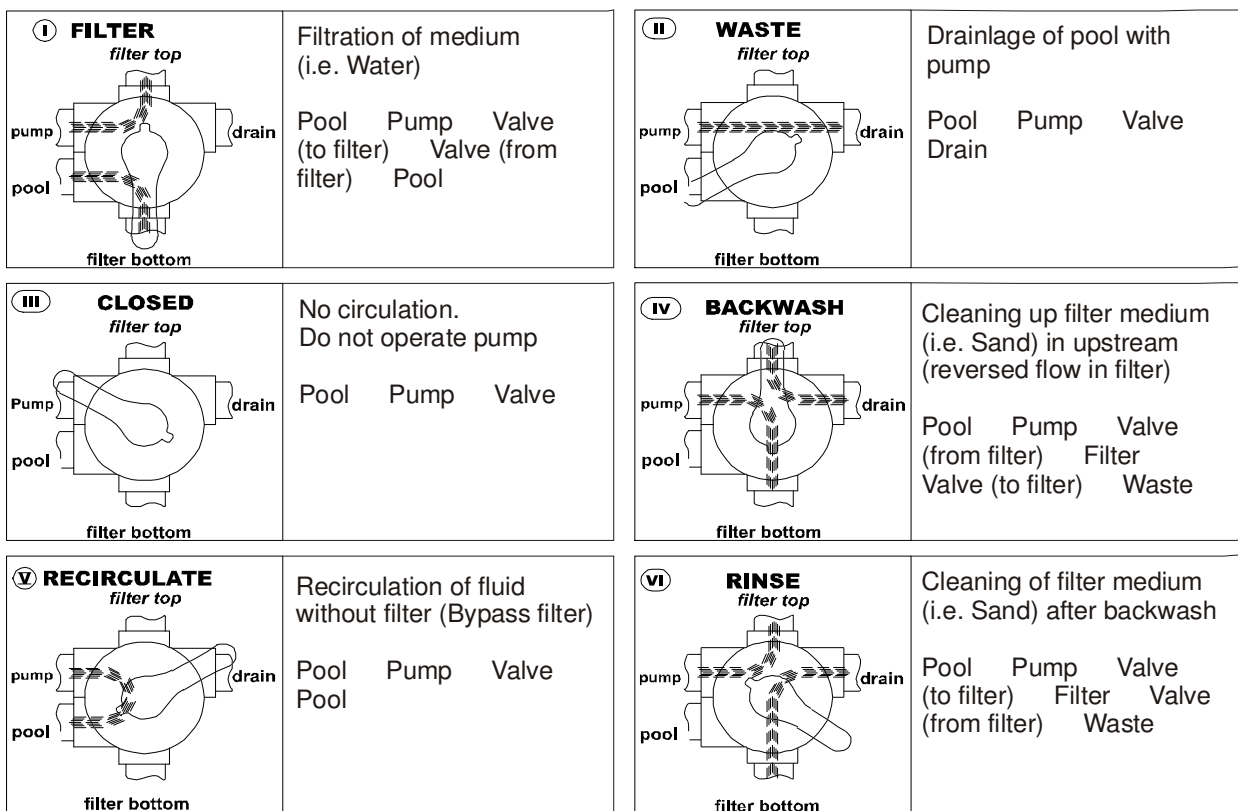 I FILTER
filter top
pump
drain
pool
filter bottom
Filtration of medium
(i.e. Water)
Pool Pump Valve
(to filter) Valve (from
filter) Pool
II WASTE
filter top
pump
drain
pool
filter bottom
Drainlage of pool with
pump
Pool Pump Valve
Drain
III CLOSED
filter top
Pump
drain
pool
filter bottom
No circulation.
Do not operate pump
Pool Pump Valve
IV BACKWASH
filter top
pump
drain
pool
filter bottom
Cleaning up filter medium
(i.e. Sand) in upstream
(reversed flow in filter)
Pool Pump Valve
(from filter) Filter
Valve (to filter) Waste
V RECIRCULATE
filter top
pump
drain
pool
filter bottom
Recirculation of fluid
without filter (Bypass filter)
Pool Pump Valve
Pool
VI RINSE
filter top
pump
drain
pool
filter bottom
Cleaning of filter medium
(i.e. Sand) after backwash
Pool Pump Valve
(to filter) Filter Valve
(from filter) Waste